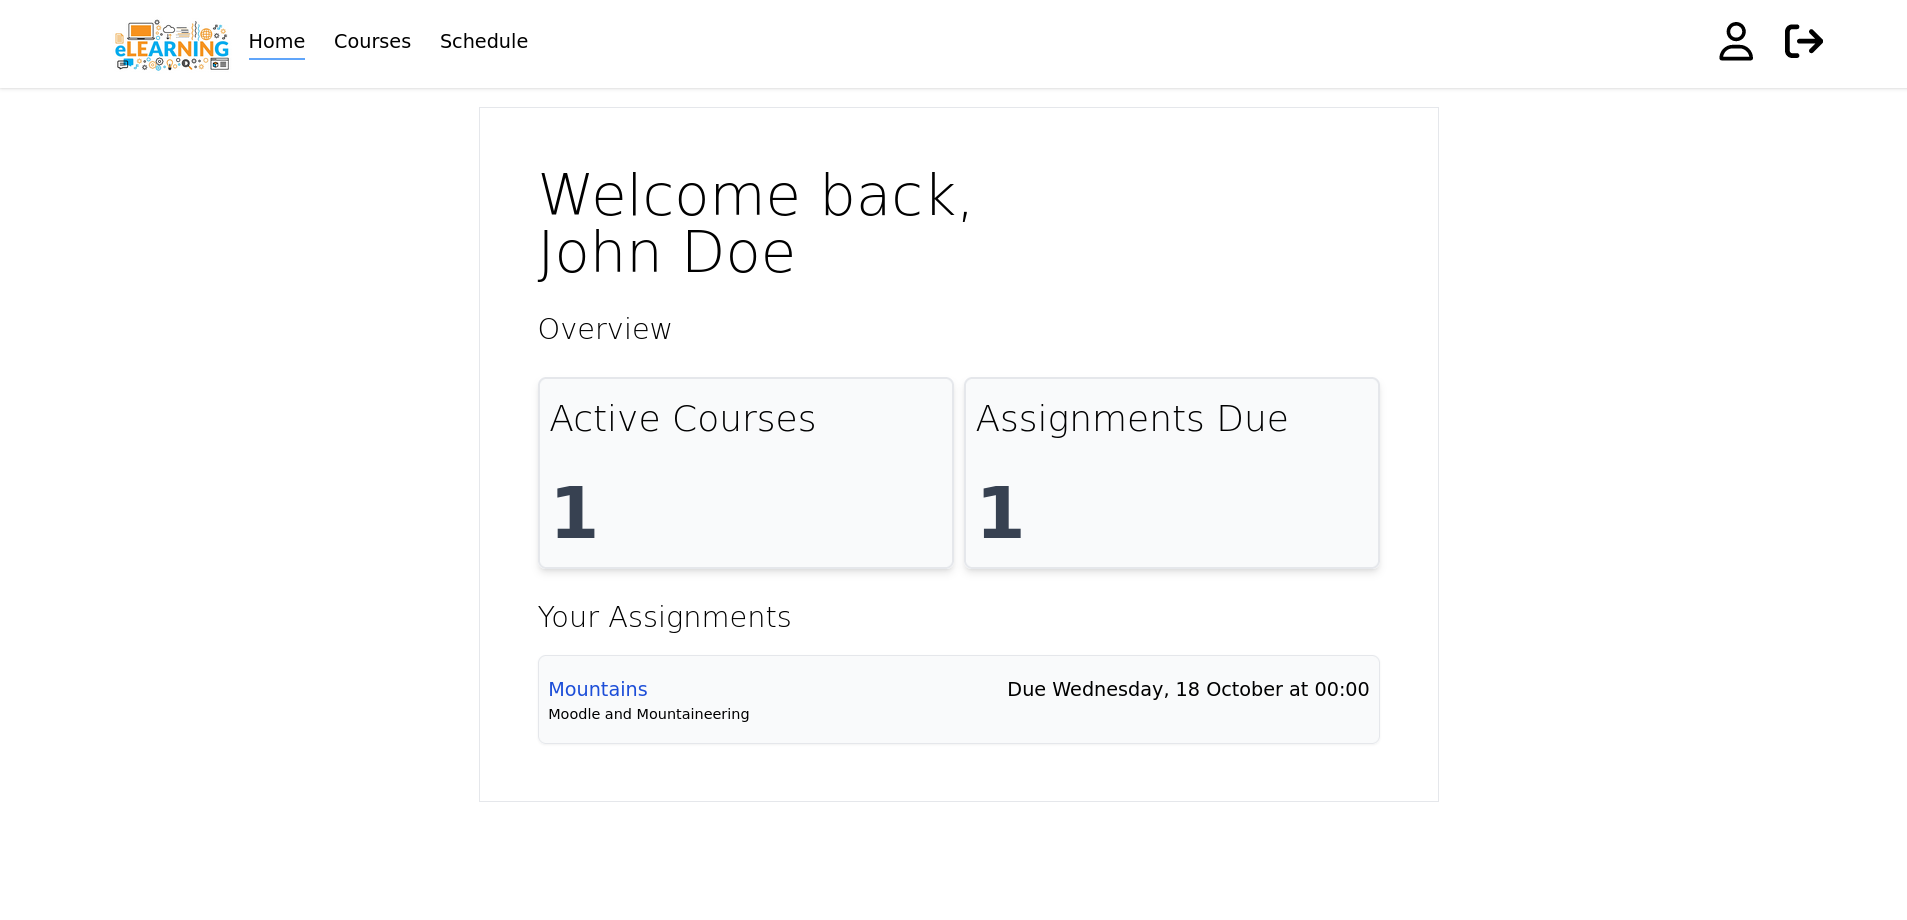 eLEARNING
Home
Courses
Schedule
Welcome back,
John Doe
Overview
Active Courses
1
Assignments Due
1
Your Assignments
Mountains
Due Wednesday, 18 October at 00:00
Moodle and Mountaineering